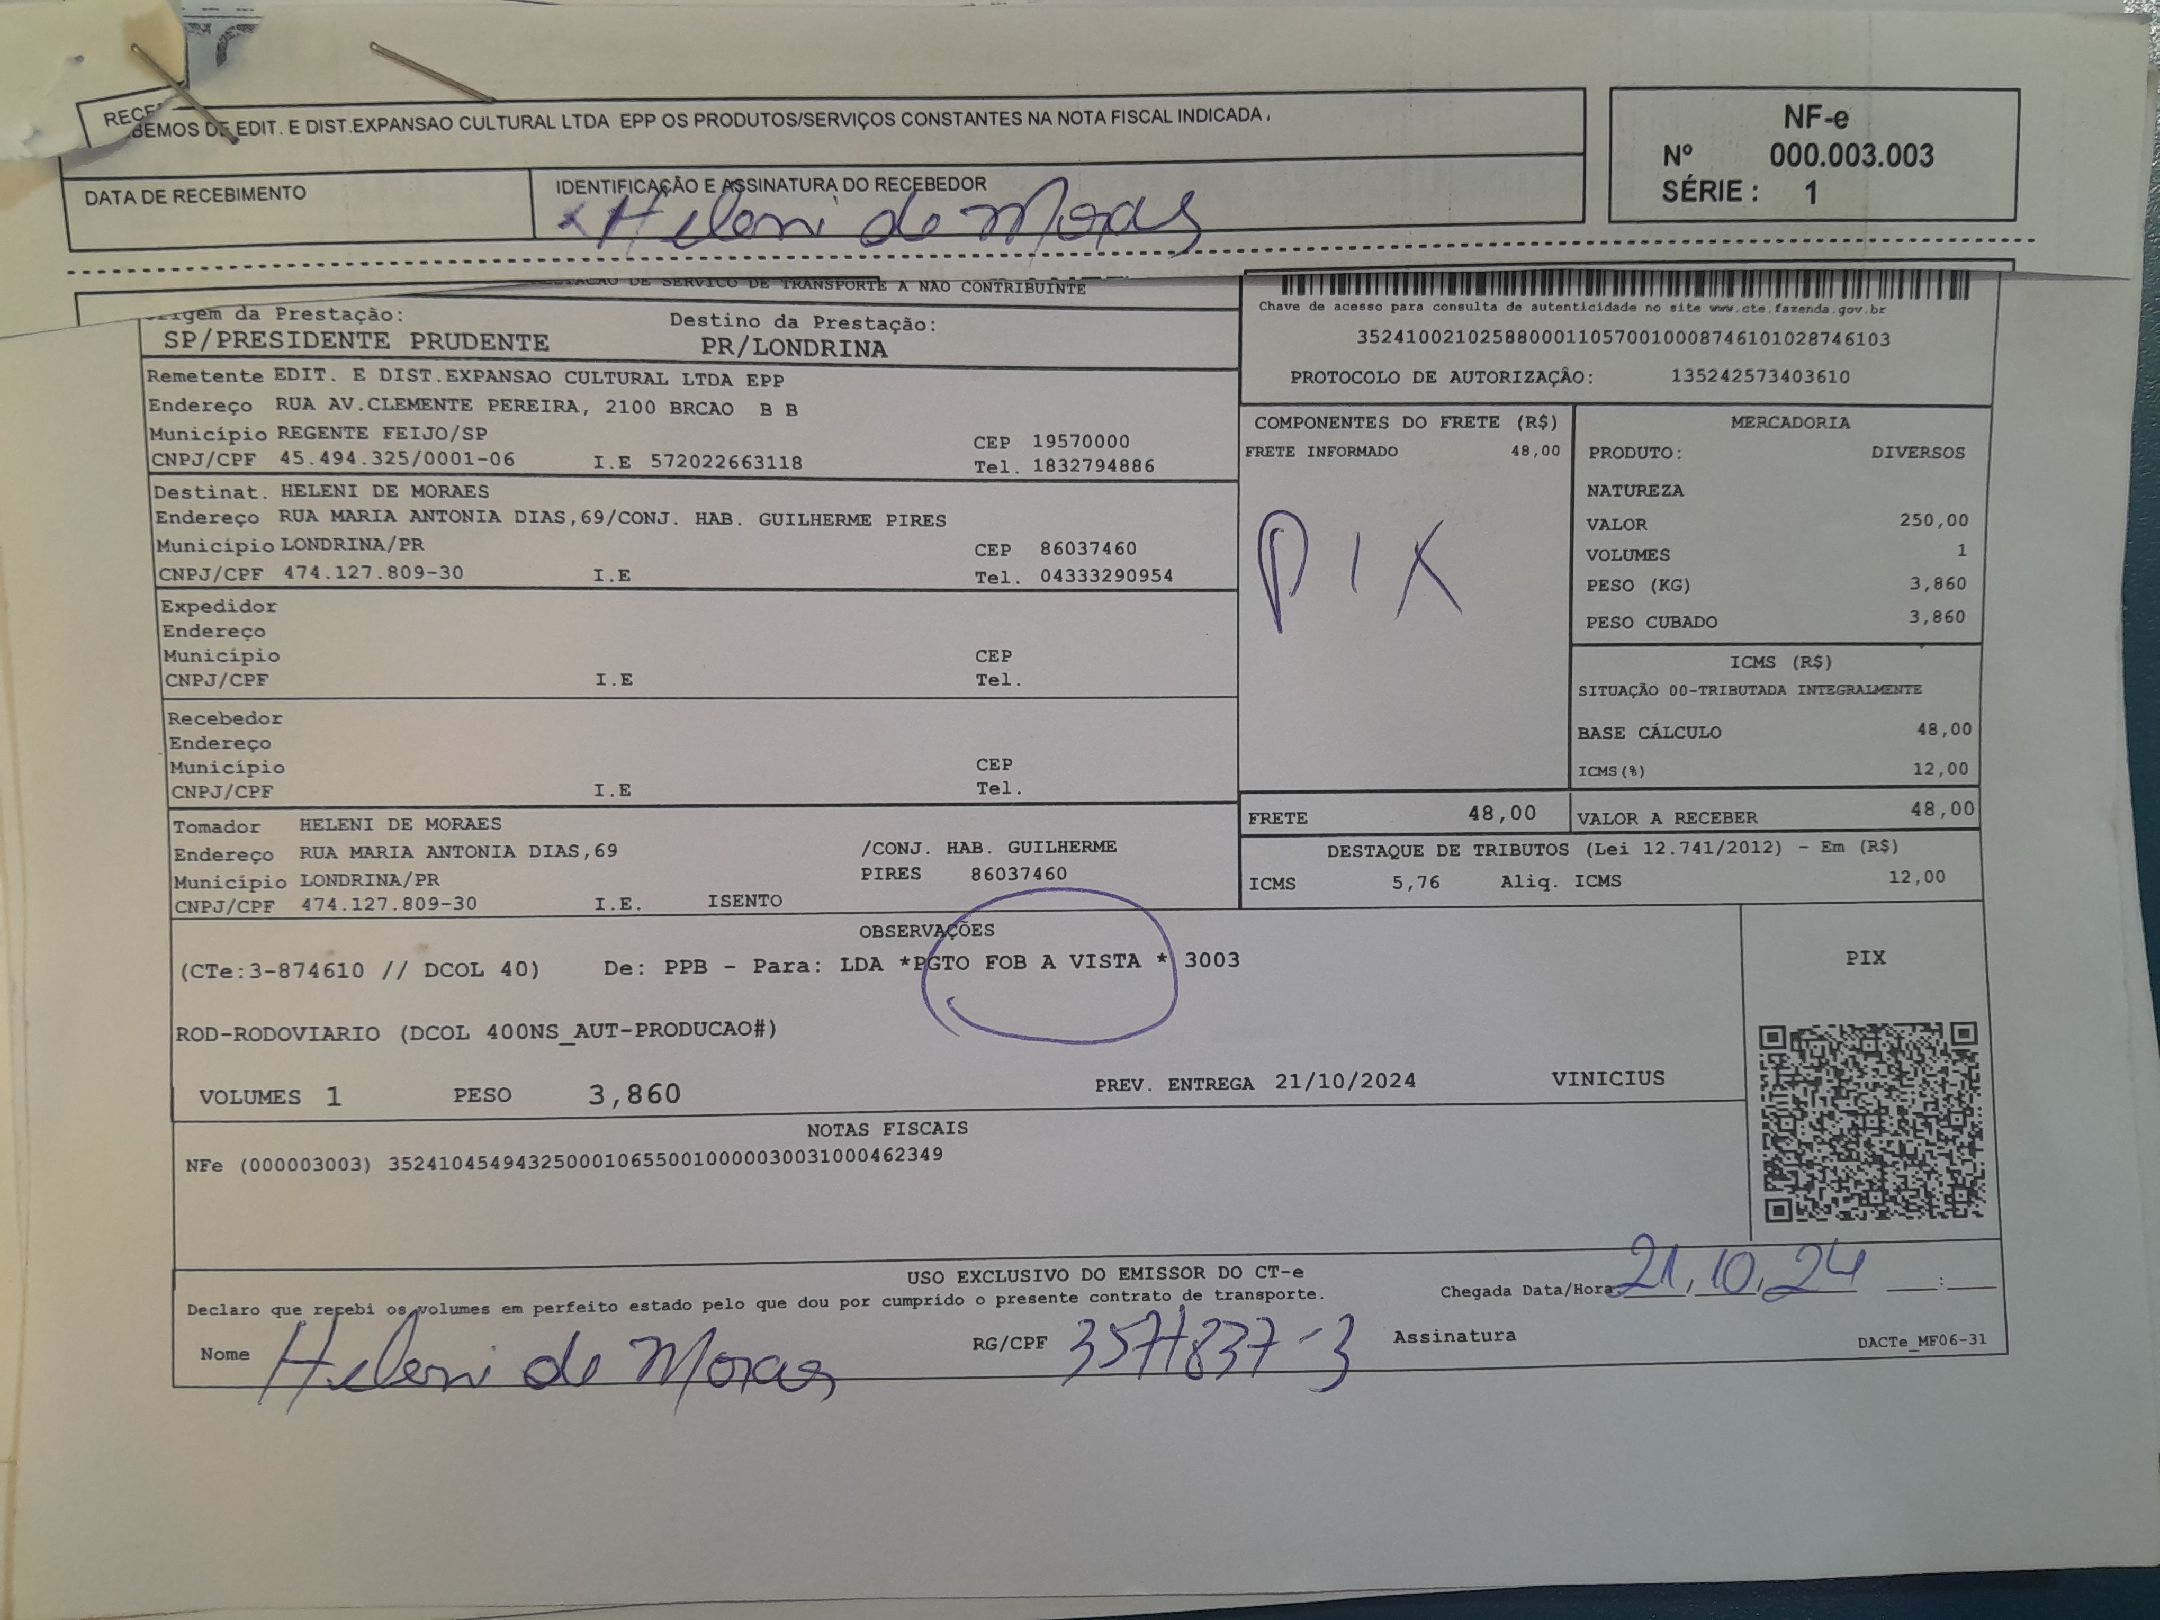 RECE
BEMOS DE EDIT. E DIST.EXPANSAO CULTURAL LTDA EPP OS PRODUTOS/SERVIÇOS CONSTANTES NA NOTA FISCAL INDICADA.
NF-e
Nº 000.003.003
SÉRIE: 1
DATA DE RECEBIMENTO
IDENTIFICAÇÃO E ASSINATURA DO RECEBEDOR
x Heleni de Moraes
DE SERVICO DE TRANSPORTE A NAO CONTRIBUINTE
Origem da Prestação: Destino da Prestação:
SP/PRESIDENTE PRUDENTE PR/LONDRINA
Chave de acesso para consulta de autenticidade no site www.cte.fazenda.gov.br
35241002102588000110570010008746101028746103
PROTOCOLO DE AUTORIZAÇÃO: 135242573403610
Remetente EDIT. E DIST.EXPANSAO CULTURAL LTDA EPP
Endereço RUA AV.CLEMENTE PEREIRA, 2100 BRCAO B B
Município REGENTE FEIJO/SP CEP 19570000
CNPJ/CPF 45.494.325/0001-06 I.E 572022663118 Tel. 1832794886
Destinat. HELENI DE MORAES
Endereço RUA MARIA ANTONIA DIAS,69/CONJ. HAB. GUILHERME PIRES
Município LONDRINA/PR CEP 86037460
CNPJ/CPF 474.127.809-30 I.E Tel. 04333290954
Expedidor
Endereço
Município CEP
CNPJ/CPF I.E Tel.
Recebedor
Endereço
Município CEP
CNPJ/CPF I.E Tel.
Tomador HELENI DE MORAES
Endereço RUA MARIA ANTONIA DIAS,69 /CONJ. HAB. GUILHERME
Município LONDRINA/PR PIRES 86037460
CNPJ/CPF 474.127.809-30 I.E. ISENTO
COMPONENTES DO FRETE (R$)
FRETE INFORMADO 48,00
PIX
MERCADORIA
PRODUTO: DIVERSOS
NATUREZA
VALOR 250,00
VOLUMES 1
PESO (KG) 3,860
PESO CUBADO 3,860
ICMS (R$)
SITUAÇÃO 00-TRIBUTADA INTEGRALMENTE
BASE CÁLCULO 48,00
ICMS(%) 12,00
FRETE 48,00 VALOR A RECEBER 48,00
DESTAQUE DE TRIBUTOS (Lei 12.741/2012) - Em (R$)
ICMS 5,76 Aliq. ICMS 12,00
OBSERVAÇÕES
(CTe:3-874610 // DCOL 40) De: PPB - Para: LDA *PGTO FOB A VISTA * 3003
ROD-RODOVIARIO (DCOL 400NS_AUT-PRODUCAO#)
VOLUMES 1 PESO 3,860 PREV. ENTREGA 21/10/2024 VINICIUS
PIX
NOTAS FISCAIS
NFe (000003003) 35241045494325000106550010000030031000462349
USO EXCLUSIVO DO EMISSOR DO CT-e
Declaro que recebi os volumes em perfeito estado pelo que dou por cumprido o presente contrato de transporte.
Chegada Data/Hora 21.10.24 :
Nome Heleni de Moraes RG/CPF 3571837-3 Assinatura
DACTe_MF06-31